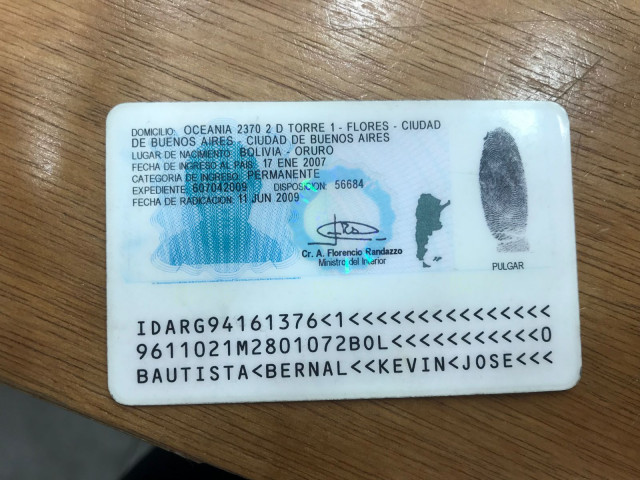 DOMICILIO: OCEANIA 2370 2 D TORRE 1 - FLORES - CIUDAD
DE BUENOS AIRES - CIUDAD DE BUENOS AIRES
LUGAR DE NACIMIENTO: BOLIVIA - ORURO
FECHA DE INGRESO AL PAIS: 17 ENE 2007
CATEGORIA DE INGRESO: PERMANENTE
EXPEDIENTE: 607042009 DISPOSICION: 56684
FECHA DE RADICACION: 11 JUN 2009
Cr. A. Florencio Randazzo
Ministro del Interior
PULGAR
IDARG94161376<1<<<<<<<<<<<<<<<
9611021M2801072BOL<<<<<<<<<<<0
BAUTISTA<BERNAL<<KEVIN<JOSE<<<